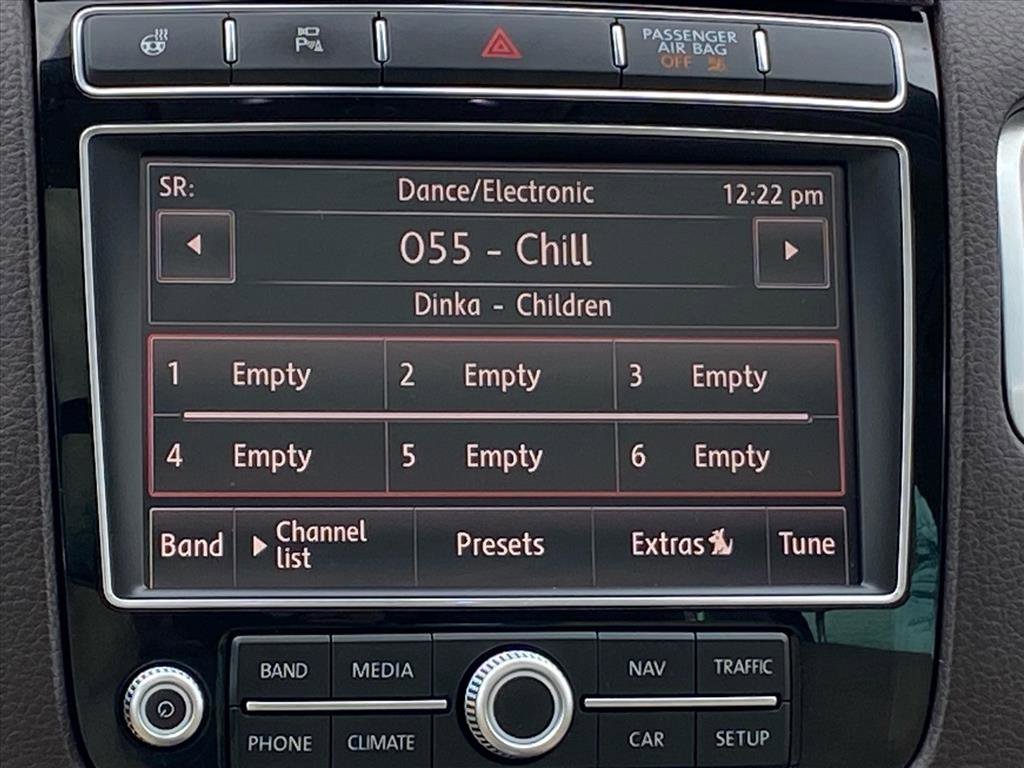 P
PASSENGER
AIR BAG
OFF
SR: Dance/Electronic 12:22 pm
055 - Chill
Dinka - Children
1 Empty 2 Empty 3 Empty
4 Empty 5 Empty 6 Empty
Band Channel list Presets Extras Tune
BAND MEDIA NAV TRAFFIC
PHONE CLIMATE CAR SETUP